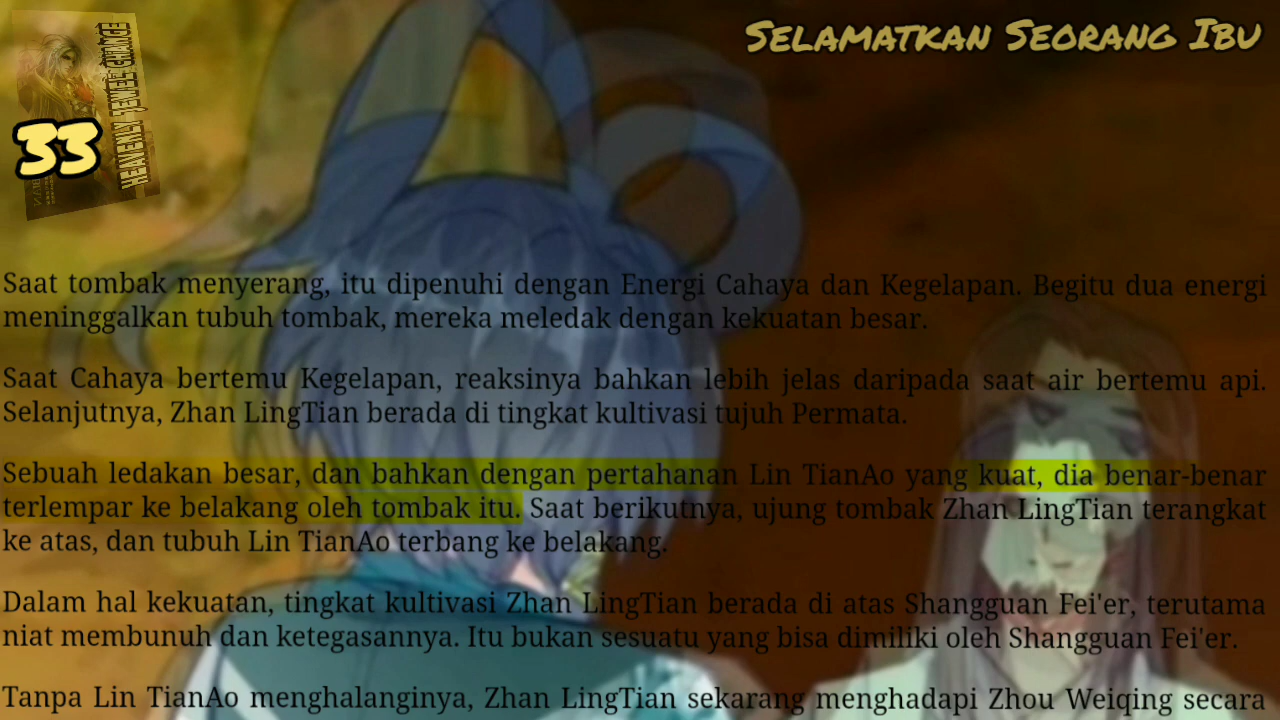 Selamatkan Seorang Ibu
HEAVENLY JEWEL CHANGE
33
Saat tombak menyerang, itu dipenuhi dengan Energi Cahaya dan Kegelapan. Begitu dua energi
meninggalkan tubuh tombak, mereka meledak dengan kekuatan besar.
Saat Cahaya bertemu Kegelapan, reaksinya bahkan lebih jelas daripada saat air bertemu api.
Selanjutnya, Zhan LingTian berada di tingkat kultivasi tujuh Permata.
Sebuah ledakan besar, dan bahkan dengan pertahanan Lin TianAo yang kuat, dia benar-benar
terlempar ke belakang oleh tombak itu. Saat berikutnya, ujung tombak Zhan LingTian terangkat
ke atas, dan tubuh Lin TianAo terbang ke belakang.
Dalam hal kekuatan, tingkat kultivasi Zhan LingTian berada di atas Shangguan Fei'er, terutama
niat membunuh dan ketegasannya. Itu bukan sesuatu yang bisa dimiliki oleh Shangguan Fei'er.
Tanpa Lin TianAo menghalanginya, Zhan LingTian sekarang menghadapi Zhou Weiqing secara